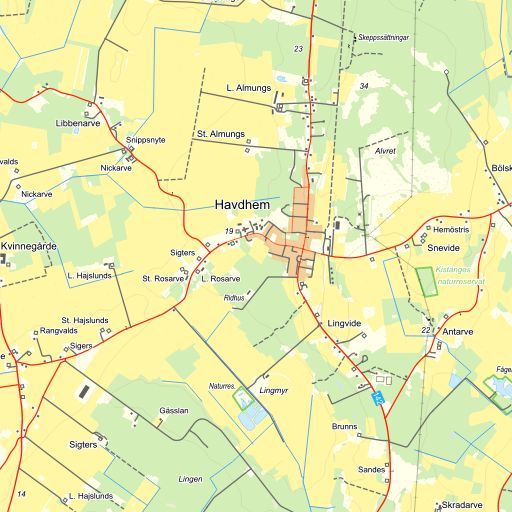 Skeppssättningar
23
34
L. Almungs
Libbenarve
St. Almungs
Snippsnyte
Alvret
Nickarve
Bölsk
valds
Nickarve
Havdhem
19
Hemöstris
Kvinnegårde
Sigters
Snevide
L. Hajslunds
St. Rosarve
L. Rosarve
Kistänges
naturreservat
Ridhus
St. Hajslunds
Rangvalds
Lingvide
22
Antarve
Sigers
e
21
Naturres.
Lingmyr
142
Gässlan
Brunns
Sigters
14
Lingen
Sandes
L. Hajslunds
Skradarve